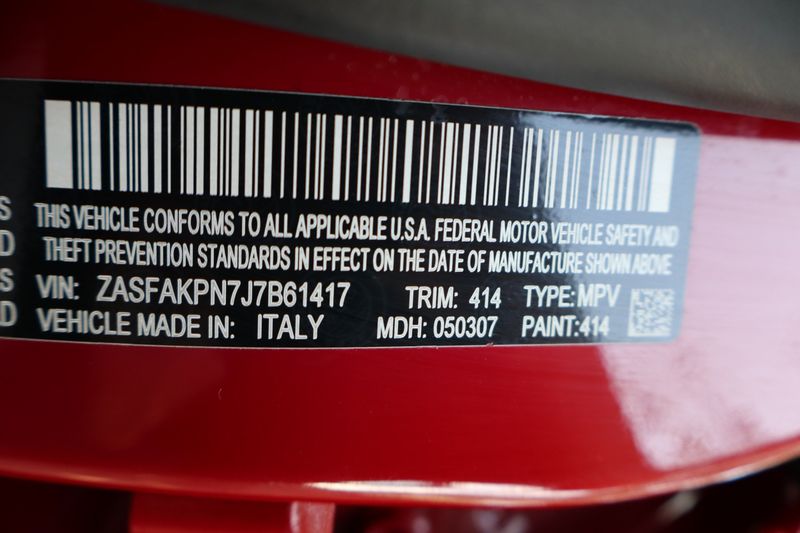 THIS VEHICLE CONFORMS TO ALL APPLICABLE U.S.A. FEDERAL MOTOR VEHICLE SAFETY AND
S THEFT PREVENTION STANDARDS IN EFFECT ON THE DATE OF MANUFACTURE SHOWN ABOVE
D VIN: ZASFAKPN7J7B61417 TRIM: 414 TYPE: MPV
S VEHICLE MADE IN: ITALY MDH: 050307 PAINT: 414
D